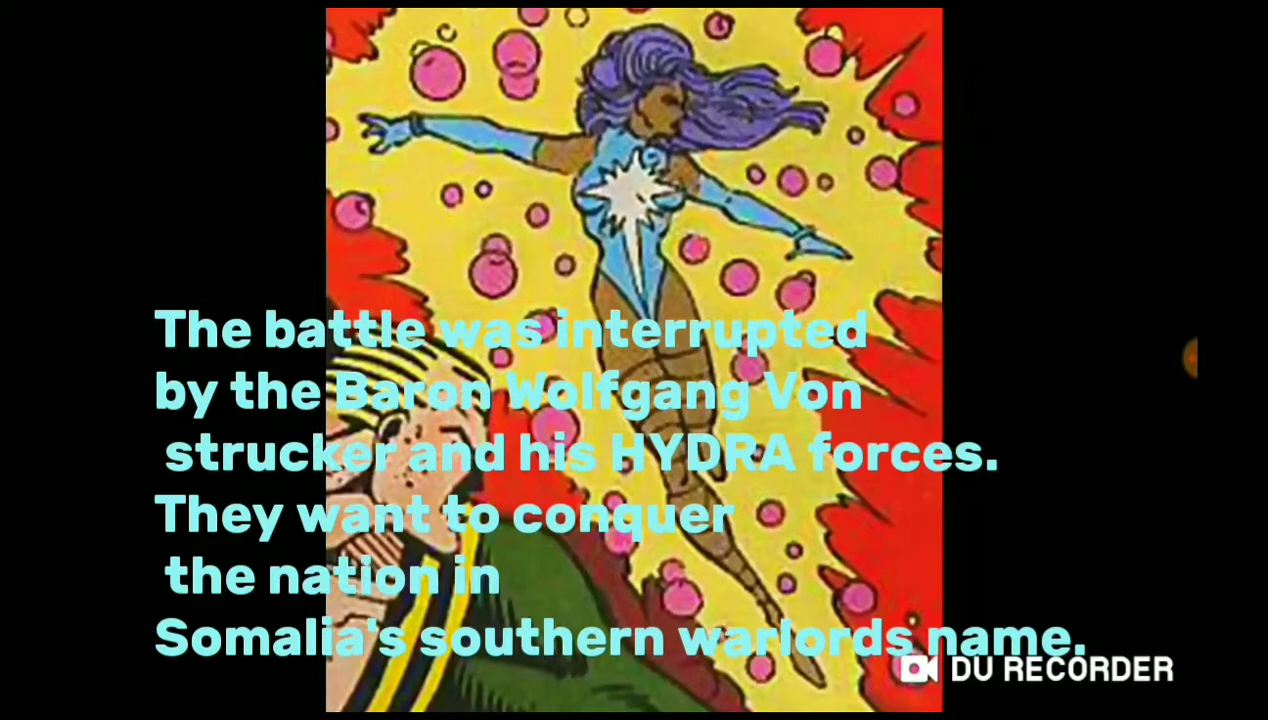 The battle was interrupted
by the Baron Wolfgang Von
strucker and his HYDRA forces.
They want to conquer
the nation in
Somalia's southern warlords name.
DU RECORDER